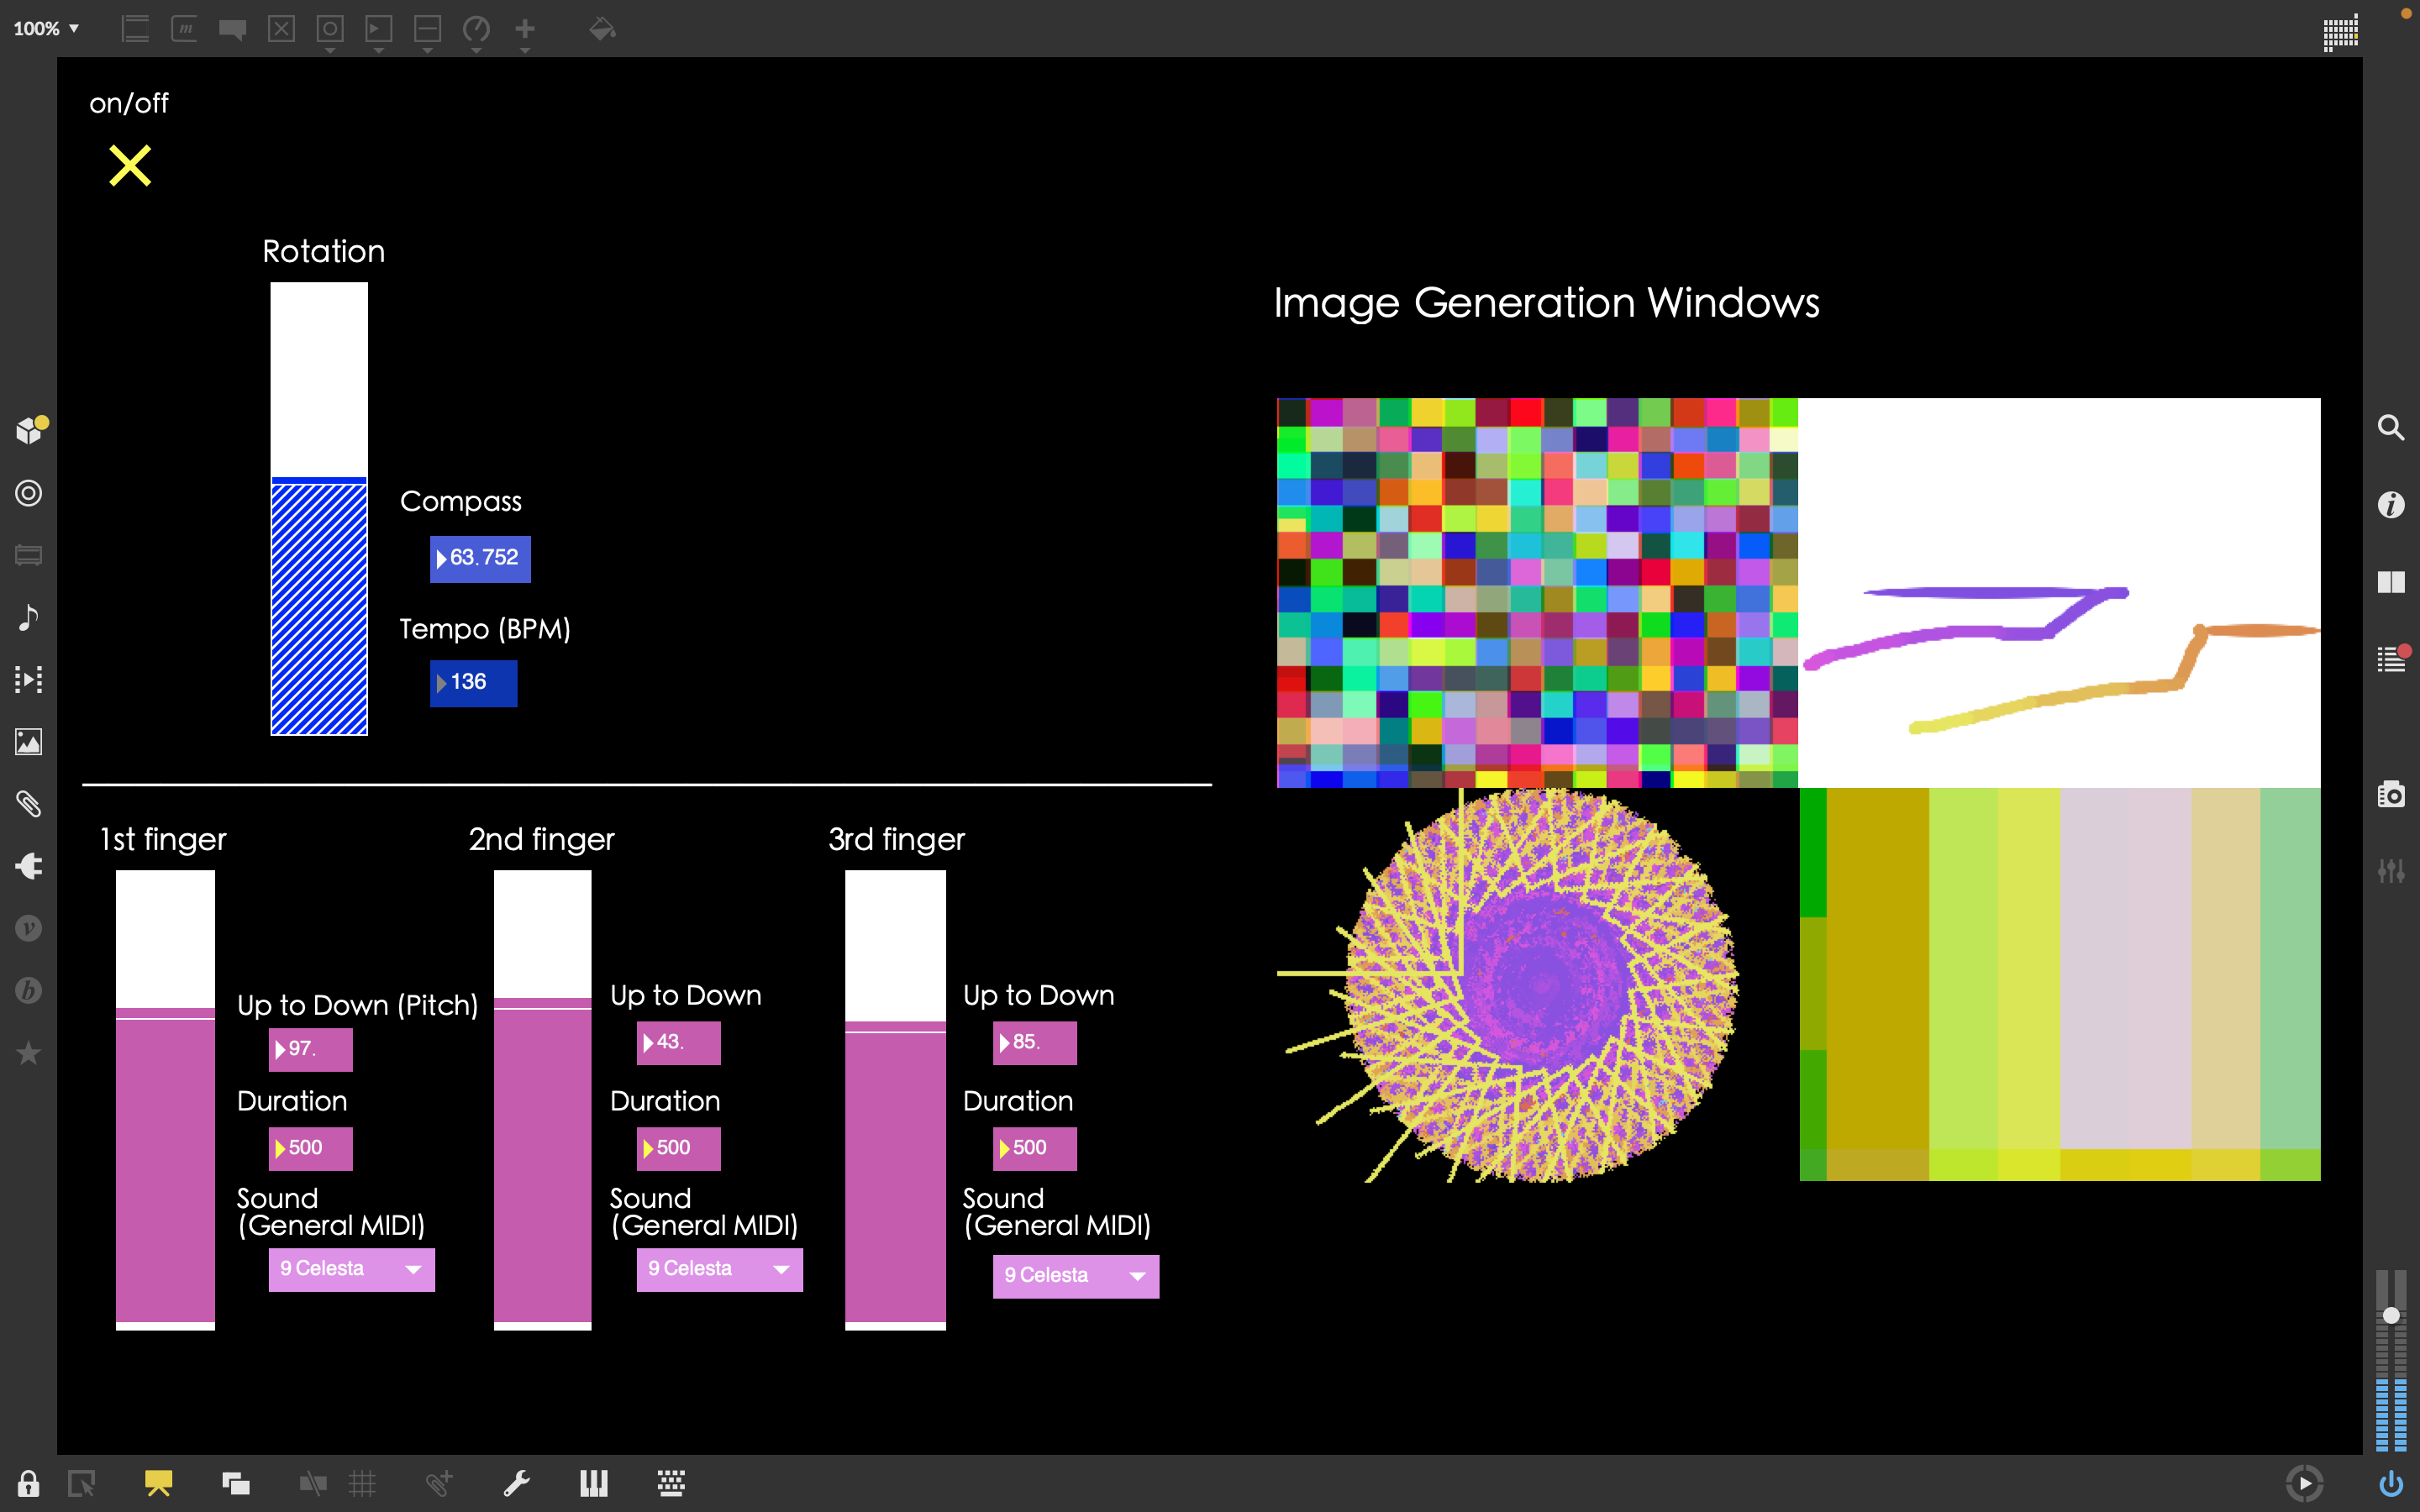 100%
m
on/off
Rotation
Image Generation Windows
Compass
63.752
Tempo (BPM)
136
1st finger
2nd finger
3rd finger
Up to Down (Pitch)
Up to Down
Up to Down
97.
43.
85.
Duration
Duration
Duration
500
500
500
Sound
(General MIDI)
Sound
(General MIDI)
Sound
(General MIDI)
9 Celesta
9 Celesta
9 Celesta
i
v
b